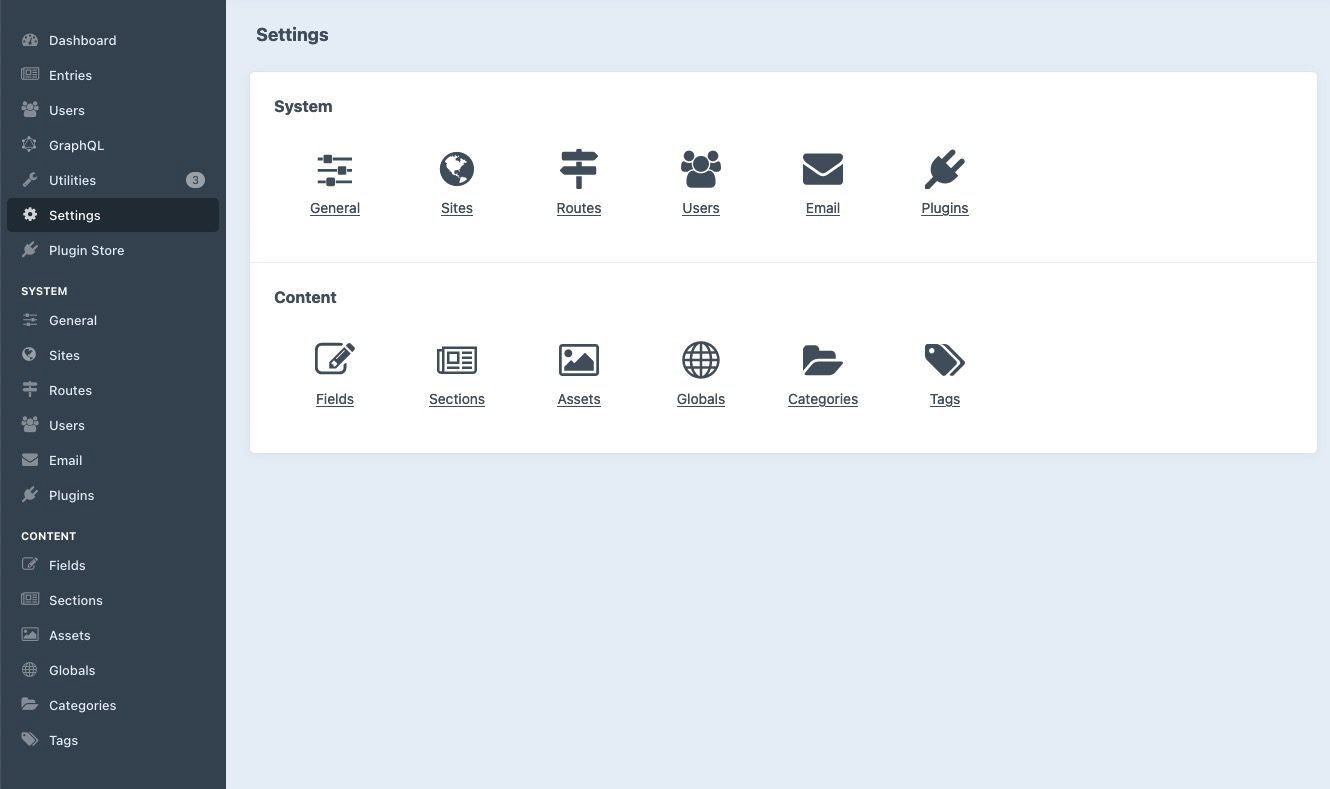 Dashboard
Entries
Users
GraphQL
Utilities 3
Settings
Plugin Store
SYSTEM
General
Sites
Routes
Users
Email
Plugins
CONTENT
Fields
Sections
Assets
Globals
Categories
Tags
Settings
System
General Sites Routes Users Email Plugins
Content
Fields Sections Assets Globals Categories Tags